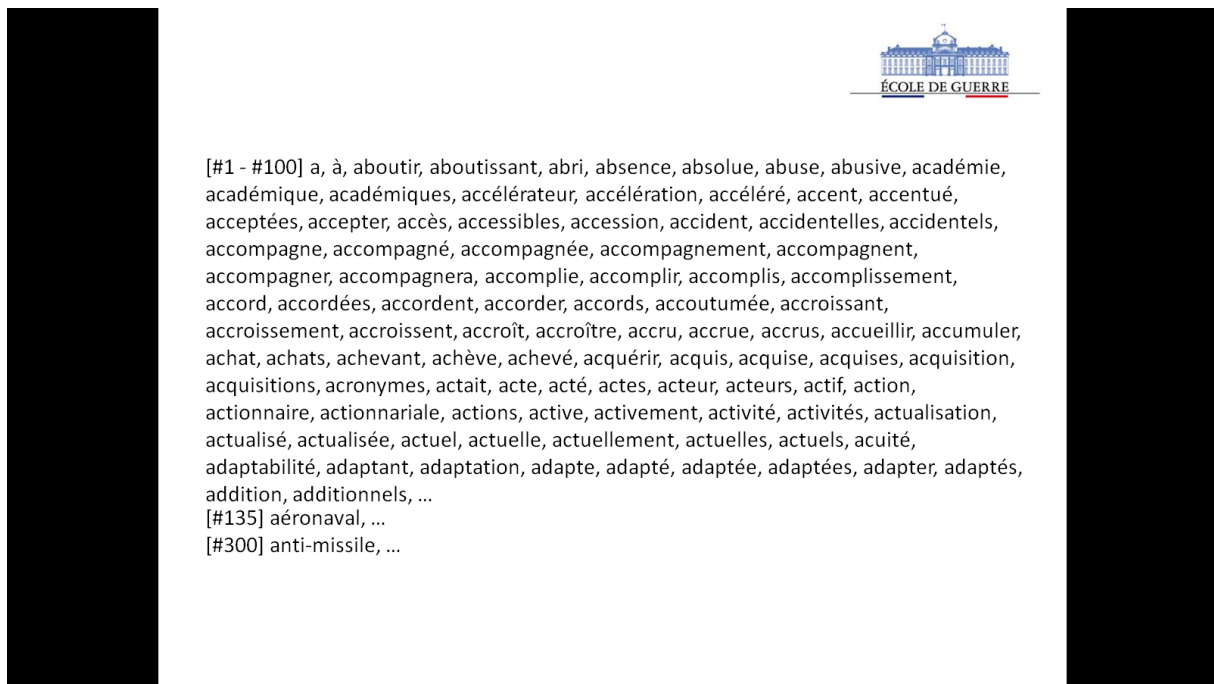 ÉCOLE DE GUERRE
[#1 - #100] a, à, aboutir, aboutissant, abri, absence, absolue, abuse, abusive, académie,
académique, académiques, accélérateur, accélération, accéléré, accent, accentué,
acceptées, accepter, accès, accessibles, accession, accident, accidentelles, accidentels,
accompagne, accompagné, accompagnée, accompagnement, accompagnent,
accompagner, accompagnera, accomplie, accomplir, accomplis, accomplissement,
accord, accordées, accordent, accorder, accords, accoutumée, accroissant,
accroissement, accroissent, accroît, accroître, accru, accrue, accrus, accueillir, accumuler,
achat, achats, achevant, achève, achevé, acquérir, acquis, acquise, acquises, acquisition,
acquisitions, acronymes, actait, acte, acté, actes, acteur, acteurs, actif, action,
actionnaire, actionnariale, actions, active, activement, activité, activités, actualisation,
actualisé, actualisée, actuel, actuelle, actuellement, actuelles, actuels, acuité,
adaptabilité, adaptant, adaptation, adapte, adapté, adaptée, adaptées, adapter, adaptés,
addition, additionnels, …
[#135] aéronaval, …
[#300] anti-missile, …